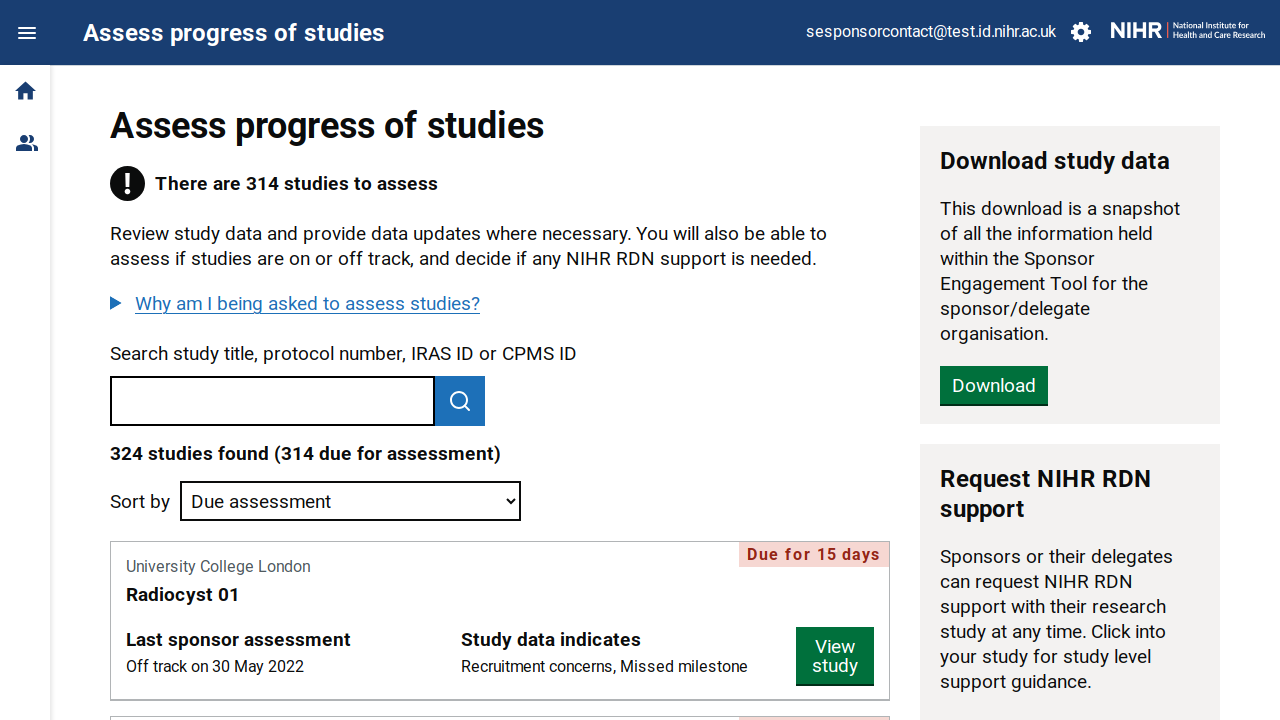 Assess progress of studies
sesponsorcontact@test.id.nihr.ac.uk
NIHR | National Institute for
Health and Care Research
Assess progress of studies
There are 314 studies to assess
Review study data and provide data updates where necessary. You will also be able to
assess if studies are on or off track, and decide if any NIHR RDN support is needed.
Why am I being asked to assess studies?
Search study title, protocol number, IRAS ID or CPMS ID
324 studies found (314 due for assessment)
Sort by
Due assessment
Due for 15 days
University College London
Radiocyst 01
Last sponsor assessment
Off track on 30 May 2022
Study data indicates
Recruitment concerns, Missed milestone
View
study
Download study data
This download is a snapshot
of all the information held
within the Sponsor
Engagement Tool for the
sponsor/delegate
organisation.
Download
Request NIHR RDN
support
Sponsors or their delegates
can request NIHR RDN
support with their research
study at any time. Click into
your study for study level
support guidance.